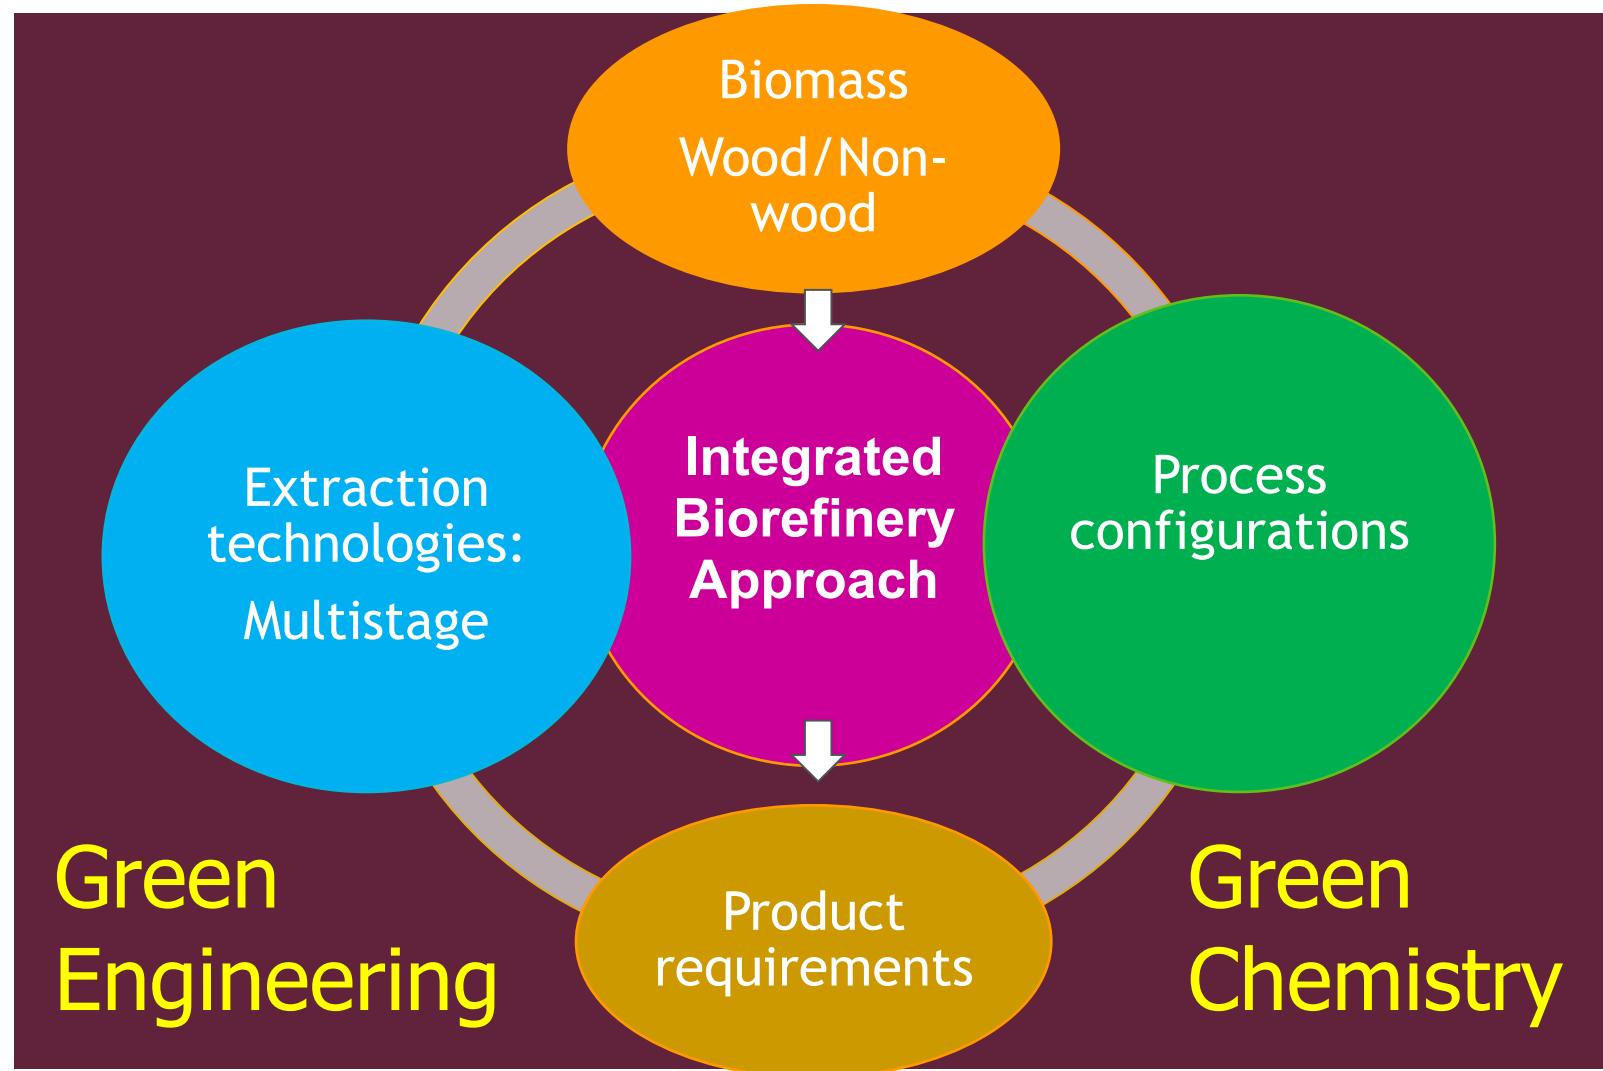 Biomass
Wood/Non-
wood
Extraction
technologies:
Multistage
Integrated
Biorefinery
Approach
Process
configurations
Product
requirements
Green
Engineering
Green
Chemistry